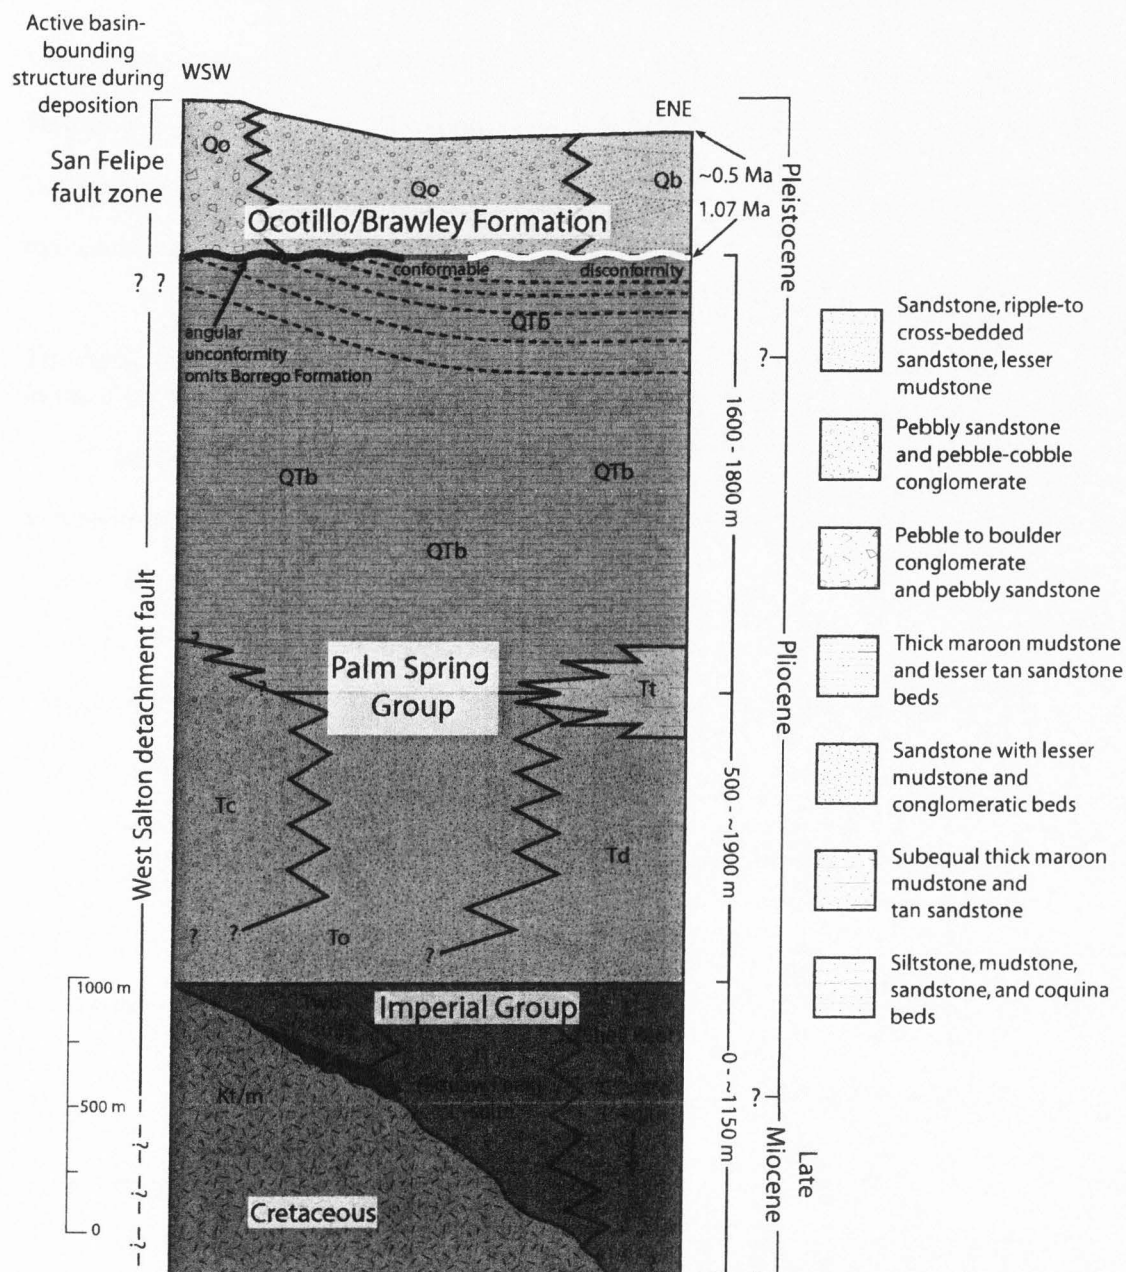 Active basin-
bounding
structure during
deposition
WSW
ENE
San Felipe
fault zone
? ?
West Salton detachment fault
?
?
?
Qo
Qo
Qb
Ocotillo/Brawley Formation
conformable
disconformity
angular
unconformity
omits Borrego Formation
QTb
QTb
QTb
QTb
?
?
Palm Spring
Group
Tt
Tc
Td
To
?
?
?
Imperial Group
Kt/m
Cretaceous
1000 m
500 m
0
~0.5 Ma
1.07 Ma
1600 - 1800 m
500 - ~1900 m
0 - ~1150 m
Pleistocene
?
Pliocene
?
Late
Miocene
Sandstone, ripple-to
cross-bedded
sandstone, lesser
mudstone
Pebbly sandstone
and pebble-cobble
conglomerate
Pebble to boulder
conglomerate
and pebbly sandstone
Thick maroon mudstone
and lesser tan sandstone
beds
Sandstone with lesser
mudstone and
conglomeratic beds
Subequal thick maroon
mudstone and
tan sandstone
Siltstone, mudstone,
sandstone, and coquina
beds